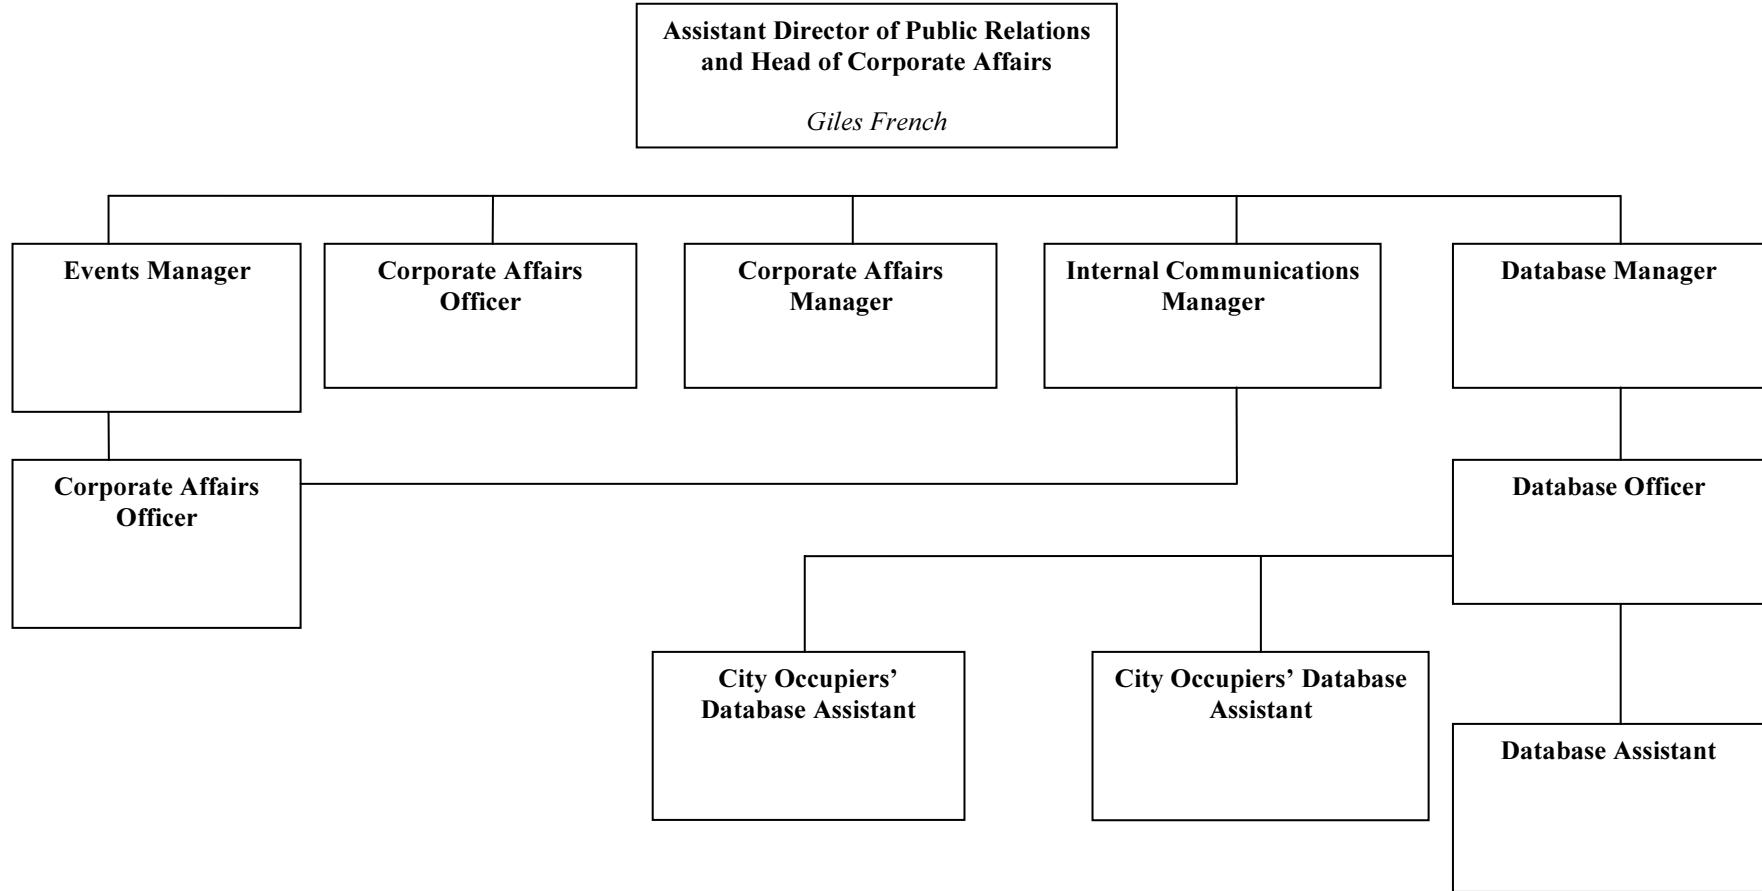 Assistant Director of Public Relations
and Head of Corporate Affairs
Giles French
Events Manager
Corporate Affairs
Officer
Corporate Affairs
Manager
Internal Communications
Manager
Database Manager
Corporate Affairs
Officer
Database Officer
City Occupiers’
Database Assistant
City Occupiers’ Database
Assistant
Database Assistant